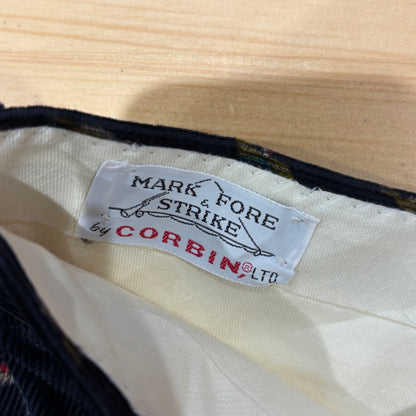 MARK & FORE
STRIKE
by CORBIN,® LTD